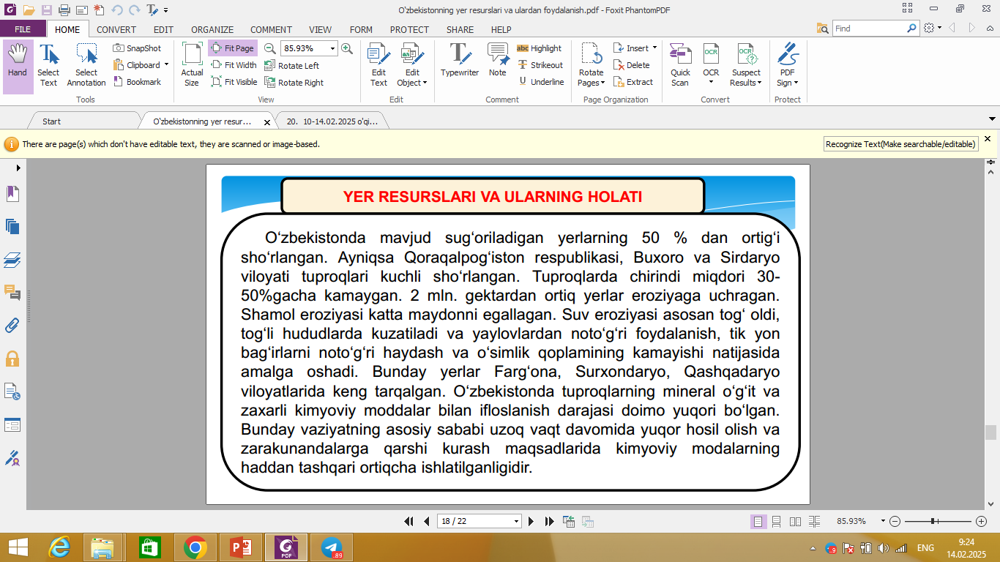 O'zbekistonning yer resurslari va ulardan foydalanish.pdf - Foxit PhantomPDF
FILE HOME CONVERT EDIT ORGANIZE COMMENT VIEW FORM PROTECT SHARE HELP Find
Hand
Select Text
Select Annotation
SnapShot
Clipboard
Bookmark
Tools
Actual Size
Fit Page
Fit Width
Fit Visible
85.93%
Rotate Left
Rotate Right
View
Edit Text
Edit Object
Edit
Typewriter
Note
abc Highlight
Strikeout
U Underline
Comment
Rotate Pages
Insert
Delete
Extract
Page Organization
Quick Scan
OCR
OCR
OCR
Suspect Results
Convert
PDF Sign
Protect
Start
O'zbekistonning yer resur...
20. 10-14.02.2025 o'qi...
There are page(s) which don't have editable text, they are scanned or image-based.
Recognize Text(Make searchable/editable)
YER RESURSLARI VA ULARNING HOLATI
O‘zbekistonda mavjud sug‘oriladigan yerlarning 50 % dan ortig‘i
sho‘rlangan. Ayniqsa Qoraqalpog‘iston respublikasi, Buxoro va Sirdaryo
viloyati tuproqlari kuchli sho‘rlangan. Tuproqlarda chirindi miqdori 30-
50%gacha kamaygan. 2 mln. gektardan ortiq yerlar eroziyaga uchragan.
Shamol eroziyasi katta maydonni egallagan. Suv eroziyasi asosan tog‘ oldi,
tog‘li hududlarda kuzatiladi va yaylovlardan noto‘g‘ri foydalanish, tik yon
bag‘irlarni noto‘g‘ri haydash va o‘simlik qoplamining kamayishi natijasida
amalga oshadi. Bunday yerlar Farg‘ona, Surxondaryo, Qashqadaryo
viloyatlarida keng tarqalgan. O‘zbekistonda tuproqlarning mineral o‘g‘it va
zaxarli kimyoviy moddalar bilan ifloslanish darajasi doimo yuqori bo‘lgan.
Bunday vaziyatning asosiy sababi uzoq vaqt davomida yuqor hosil olish va
zarakunandalarga qarshi kurash maqsadlarida kimyoviy modalarning
haddan tashqari ortiqcha ishlatilganligidir.
18 / 22
85.93%
PDF
.89
9
ENG
9:24
14.02.2025